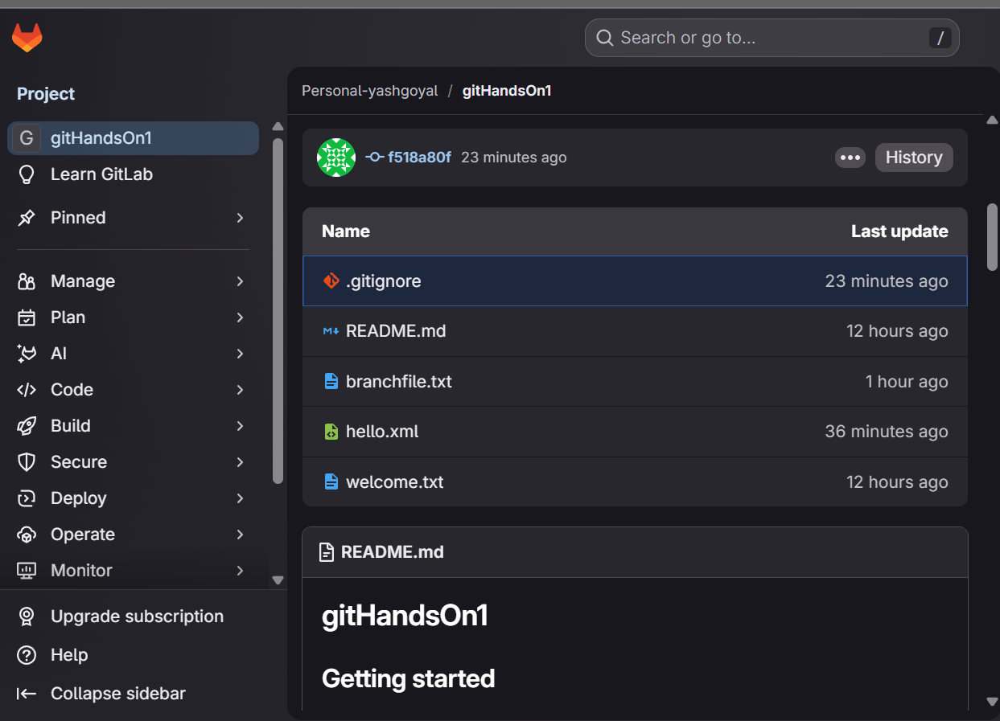 Search or go to... /
Project
G gitHandsOn1
Learn GitLab
Pinned
Manage
Plan
AI
Code
Build
Secure
Deploy
Operate
Monitor
Upgrade subscription
Help
Collapse sidebar
Personal-yashgoyal / gitHandsOn1
f518a80f 23 minutes ago
History
Name Last update
.gitignore 23 minutes ago
README.md 12 hours ago
branchfile.txt 1 hour ago
hello.xml 36 minutes ago
welcome.txt 12 hours ago
README.md
gitHandsOn1
Getting started